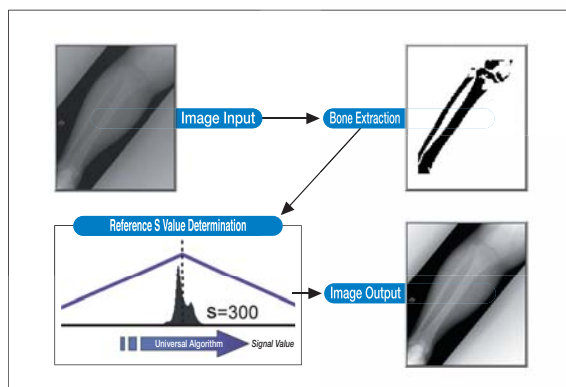 Image Input
Bone Extraction
Reference S Value Determination
S=300
Universal Algorithm
Signal Value
Image Output